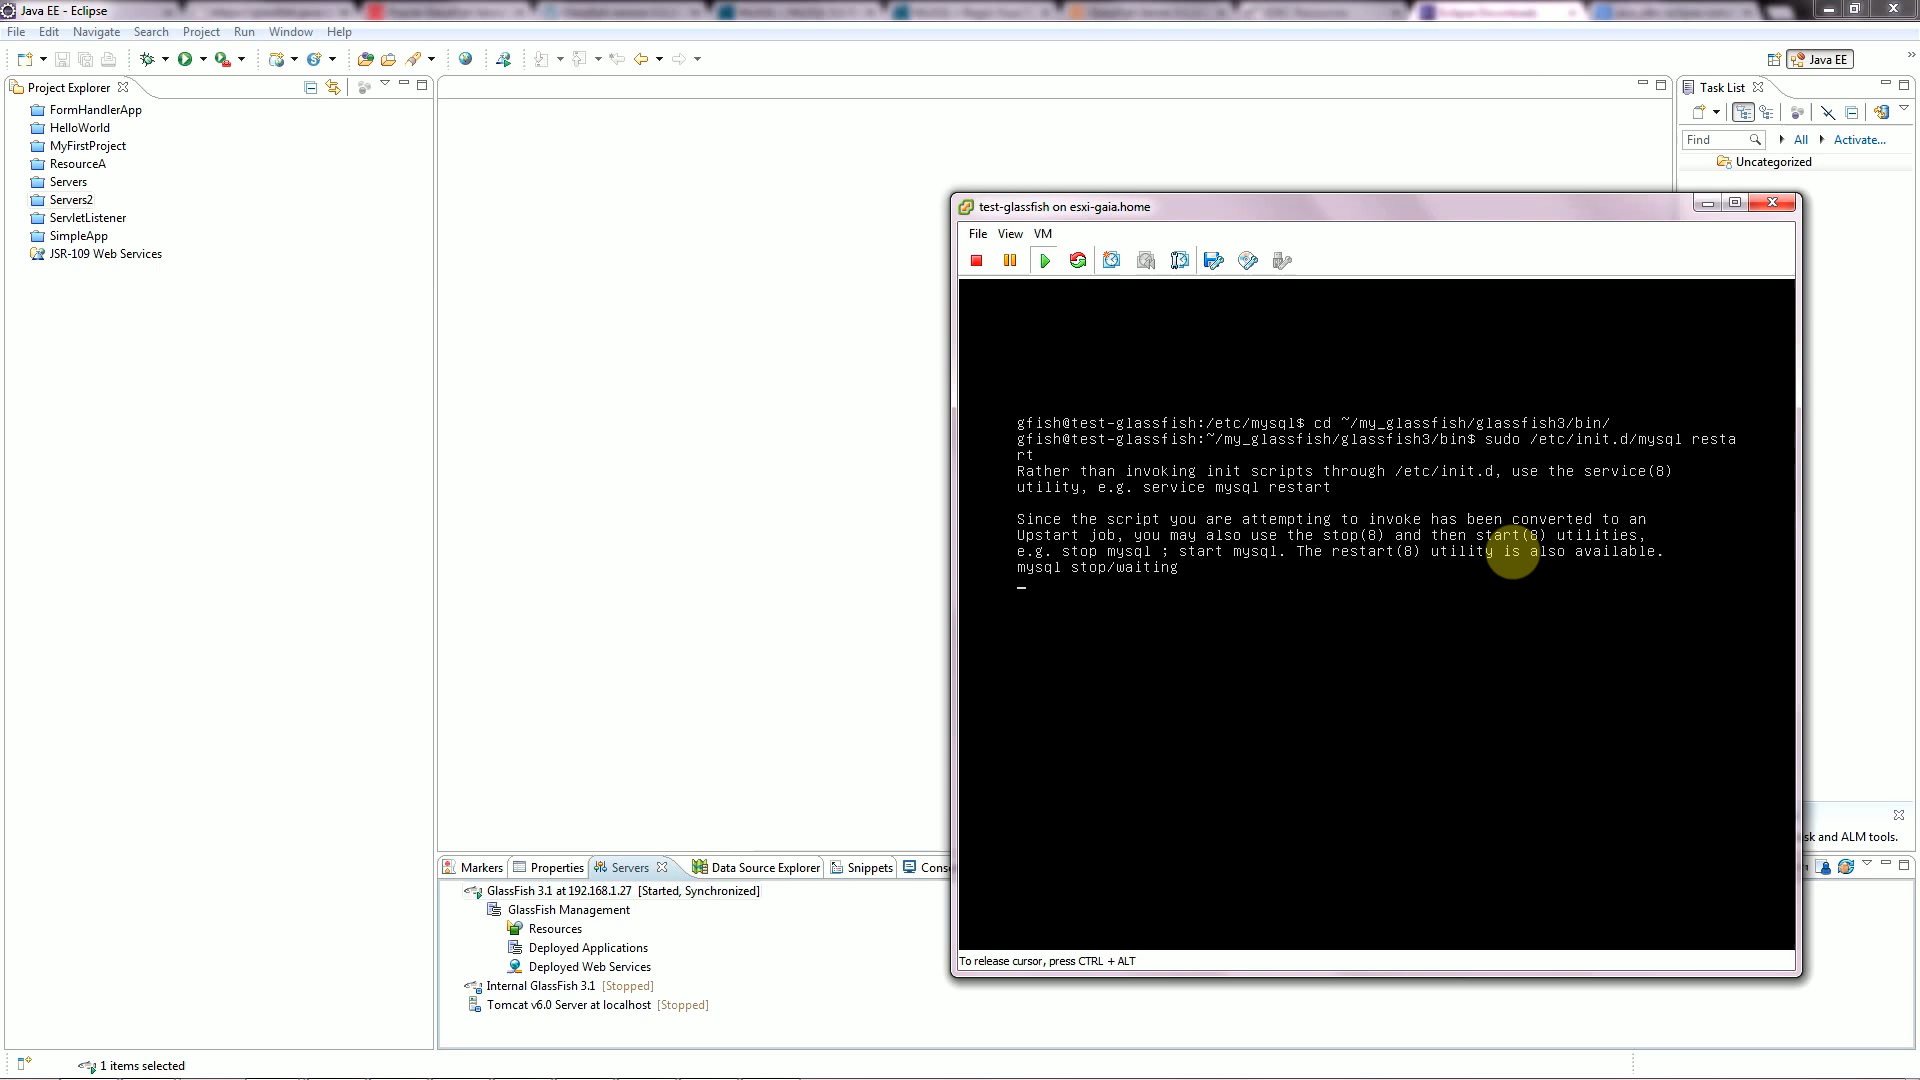 Java EE - Eclipse
File Edit Navigate Search Project Run Window Help
Java EE
Project Explorer
FormHandlerApp
HelloWorld
MyFirstProject
ResourceA
Servers
Servers2
ServletListener
SimpleApp
JSR-109 Web Services
Task List
Find All Activate...
Uncategorized
test-glassfish on esxi-gaia.home
File View VM
gfish@test-glassfish:/etc/mysql$ cd ~/my_glassfish/glassfish3/bin/
gfish@test-glassfish:~/my_glassfish/glassfish3/bin$ sudo /etc/init.d/mysql resta
rt
Rather than invoking init scripts through /etc/init.d, use the service(8)
utility, e.g. service mysql restart
Since the script you are attempting to invoke has been converted to an
Upstart job, you may also use the stop(8) and then start(8) utilities,
e.g. stop mysql ; start mysql. The restart(8) utility is also available.
mysql stop/waiting
To release cursor, press CTRL + ALT
sk and ALM tools.
Markers Properties Servers Data Source Explorer Snippets Conso
GlassFish 3.1 at 192.168.1.27 [Started, Synchronized]
GlassFish Management
Resources
Deployed Applications
Deployed Web Services
Internal GlassFish 3.1 [Stopped]
Tomcat v6.0 Server at localhost [Stopped]
1 items selected